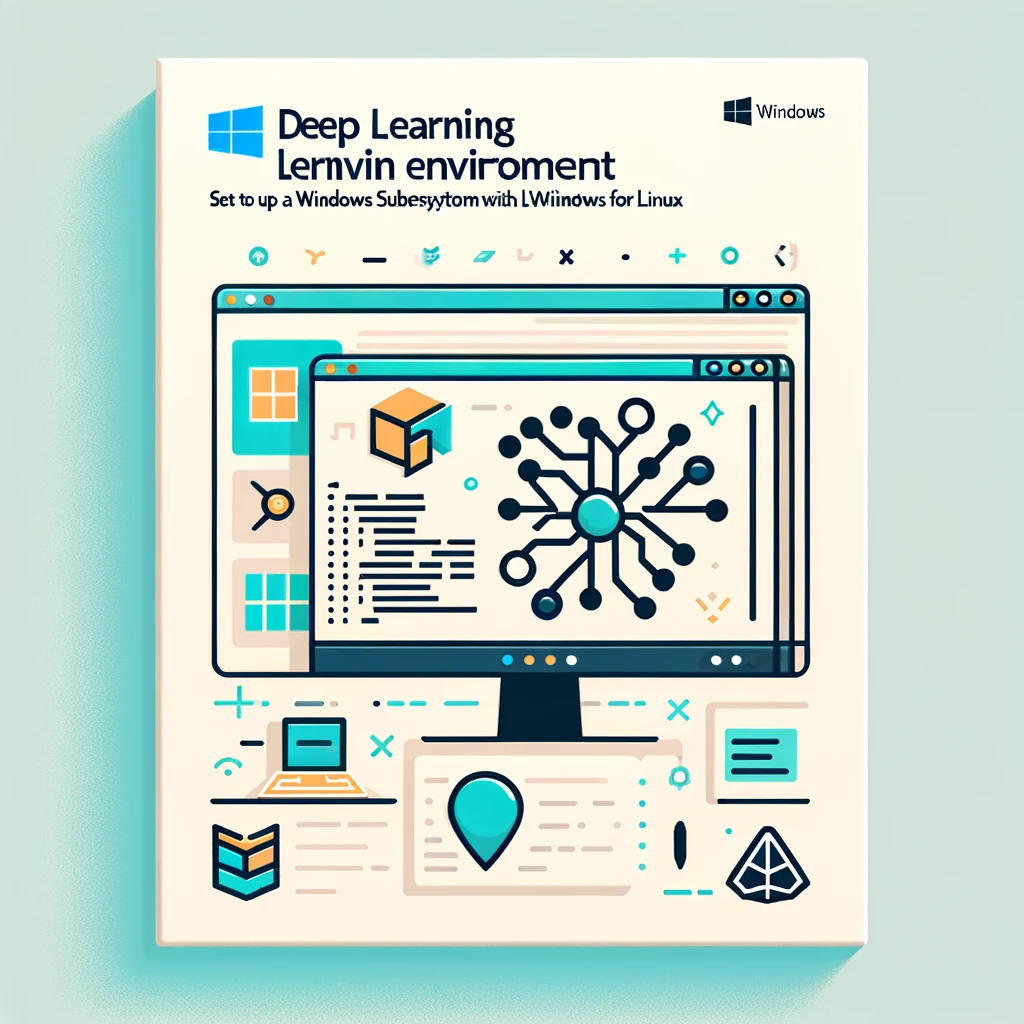 Deep Learning
Lernvin enviroment
Set to up a Windows Subesyytom with LWiinows for Linux
Windows